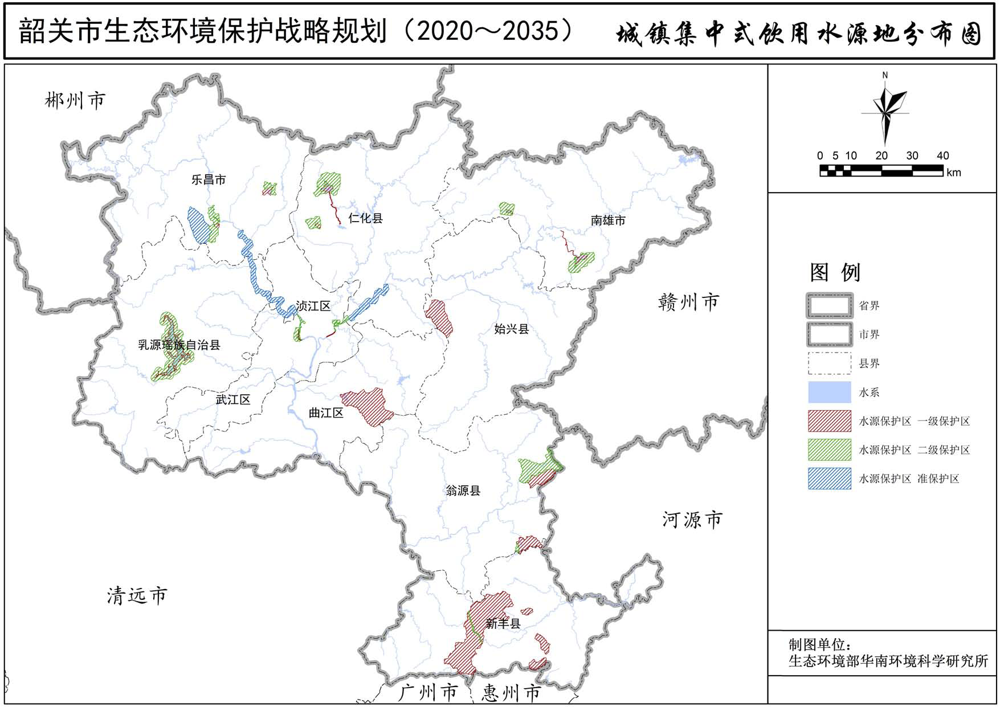 韶关市生态环境保护战略规划（2020～2035） 城镇集中式饮用水源地分布图
N
0 5 10 20 30 40
km
郴州市
乐昌市
仁化县
南雄市
赣州市
浈江区
始兴县
乳源瑶族自治县
武江区
曲江区
翁源县
河源市
清远市
新丰县
广州市
惠州市
图 例
省界
市界
县界
水系
水源保护区 一级保护区
水源保护区 二级保护区
水源保护区 准保护区
制图单位：
生态环境部华南环境科学研究所